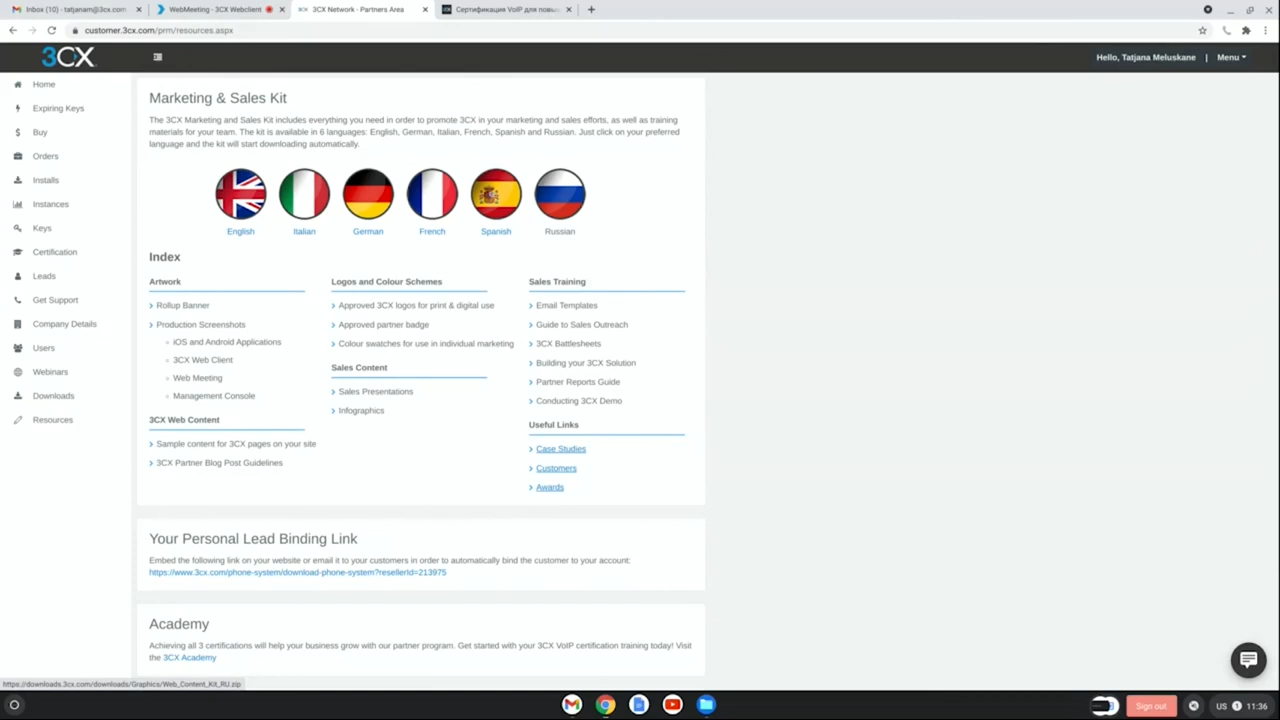 Inbox (10) - tatjanam@3cx.com
WebMeeting - 3CX Webclient
3CX Network - Partners Area
Сертификация VoIP для повы
customer.3cx.com/prm/resources.aspx
3CX
Hello, Tatjana Meluskane | Menu
Home
Expiring Keys
Buy
Orders
Installs
Instances
Keys
Certification
Leads
Get Support
Company Details
Users
Webinars
Downloads
Resources
Marketing & Sales Kit
The 3CX Marketing and Sales Kit includes everything you need in order to promote 3CX in your marketing and sales efforts, as well as training
materials for your team. The kit is available in 6 languages: English, German, Italian, French, Spanish and Russian. Just click on your preferred
language and the kit will start downloading automatically.
English
Italian
German
French
Spanish
Russian
Index
Artwork
Rollup Banner
Production Screenshots
iOS and Android Applications
3CX Web Client
Web Meeting
Management Console
3CX Web Content
Sample content for 3CX pages on your site
3CX Partner Blog Post Guidelines
Logos and Colour Schemes
Approved 3CX logos for print & digital use
Approved partner badge
Colour swatches for use in individual marketing
Sales Content
Sales Presentations
Infographics
Sales Training
Email Templates
Guide to Sales Outreach
3CX Battlesheets
Building your 3CX Solution
Partner Reports Guide
Conducting 3CX Demo
Useful Links
Case Studies
Customers
Awards
Your Personal Lead Binding Link
Embed the following link on your website or email it to your customers in order to automatically bind the customer to your account:
https://www.3cx.com/phone-system/download-phone-system?resellerId=213975
Academy
Achieving all 3 certifications will help your business grow with our partner program. Get started with your 3CX VoIP certification training today! Visit
the 3CX Academy
https://downloads.3cx.com/downloads/Graphics/Web_Content_Kit_RU.zip
Sign out
US
11:36